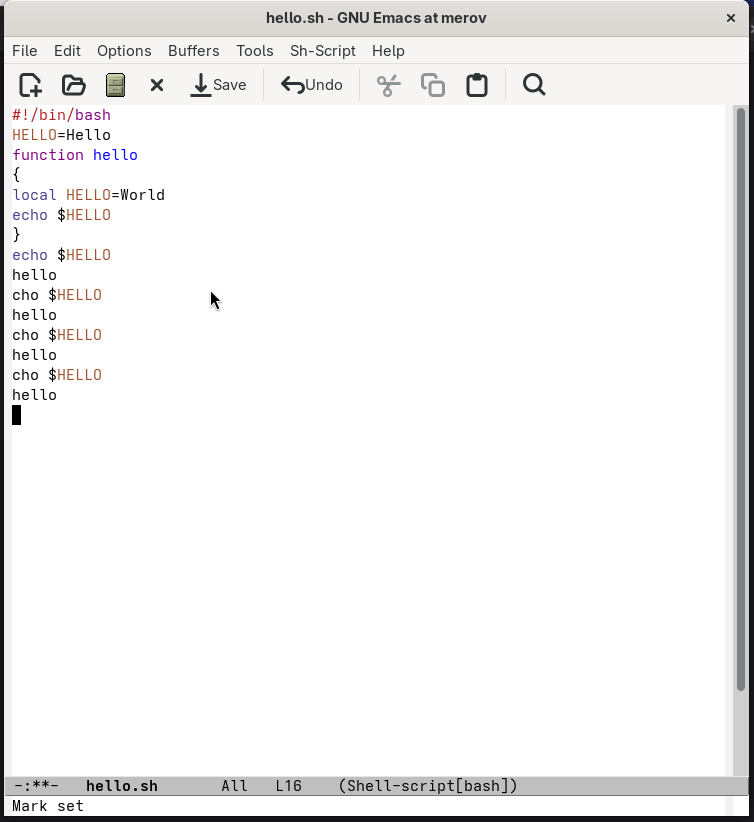 hello.sh - GNU Emacs at merov
File Edit Options Buffers Tools Sh-Script Help
Save Undo
#!/bin/bash
HELLO=Hello
function hello
{
local HELLO=World
echo $HELLO
}
echo $HELLO
hello
cho $HELLO
hello
cho $HELLO
hello
cho $HELLO
hello
-:**- hello.sh All L16 (Shell-script[bash])
Mark set